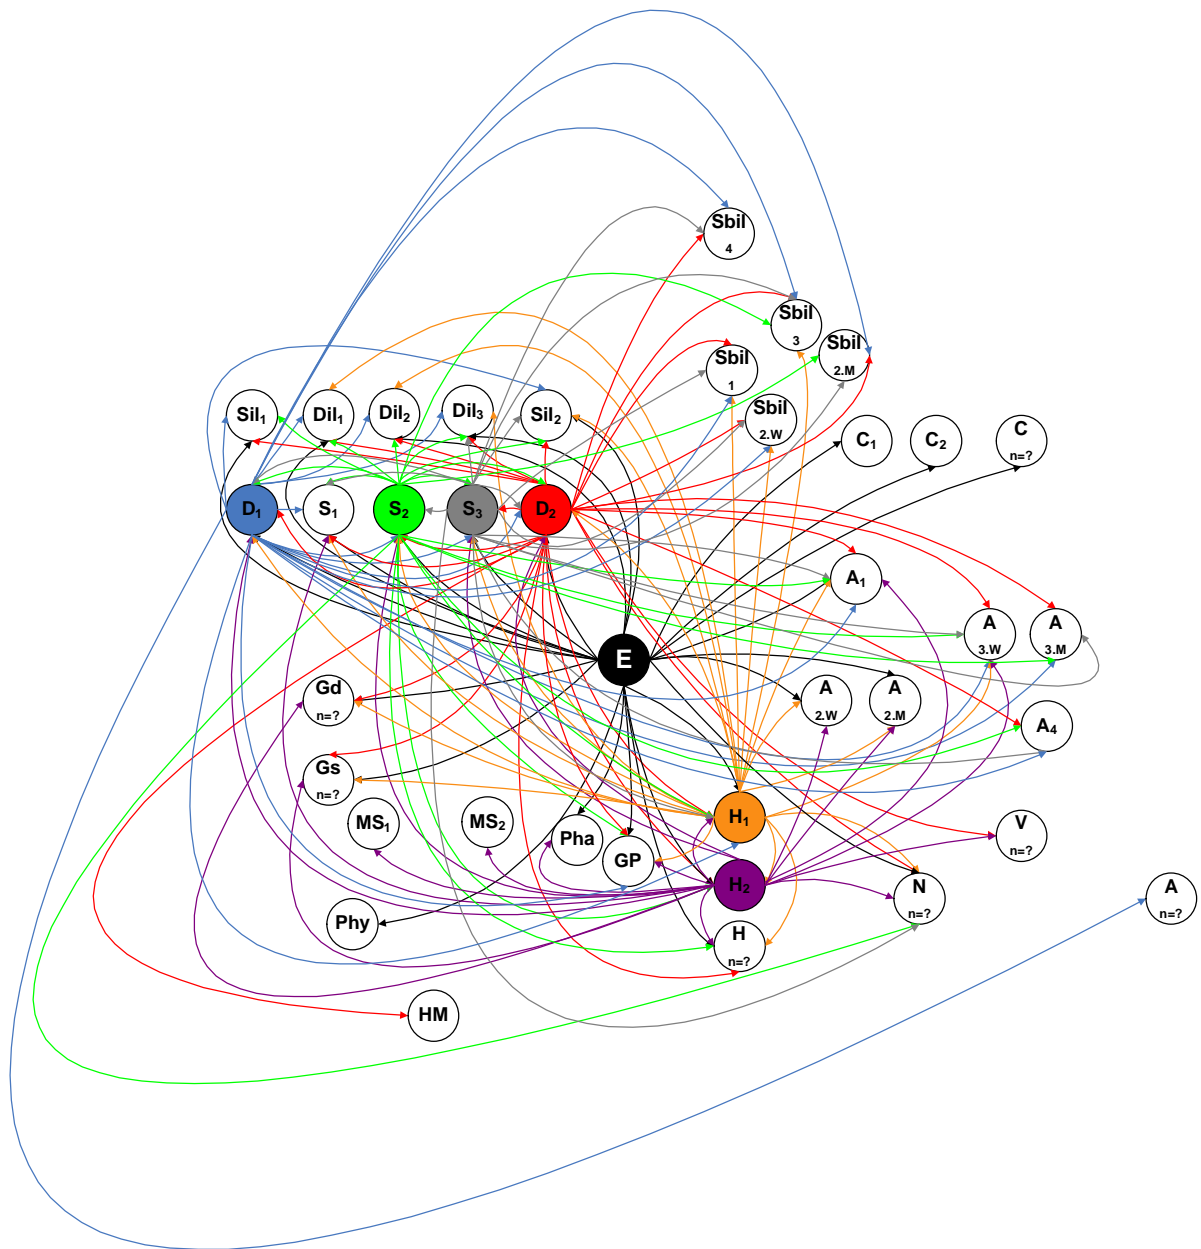 Sbil
4
Sbil
3
Sbil
2.M
Sbil
1
Sbil
2.W
Sil1
Dil1
Dil2
Dil3
Sil2
C1
C2
C
n=?
D1
S1
S2
S3
D2
A1
A
3.W
A
3.M
E
Gd
n=?
A
2.W
A
2.M
A4
Gs
n=?
MS1
MS2
Pha
GP
H1
V
n=?
H2
N
n=?
A
n=?
Phy
H
n=?
HM